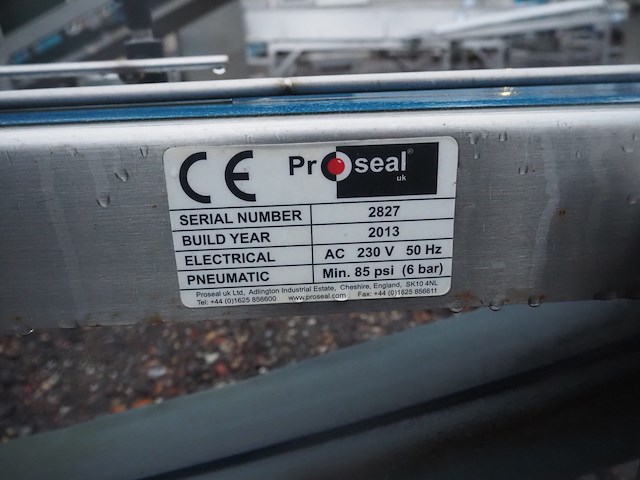 CE Proseal®
uk
SERIAL NUMBER 2827
BUILD YEAR 2013
ELECTRICAL AC 230 V 50 Hz
PNEUMATIC Min. 85 psi (6 bar)
Proseal uk Ltd, Adlington Industrial Estate, Cheshire, England, SK10 4NL
Tel: +44 (0)1625 856600 www.proseal.com Fax: +44 (0)1625 856611